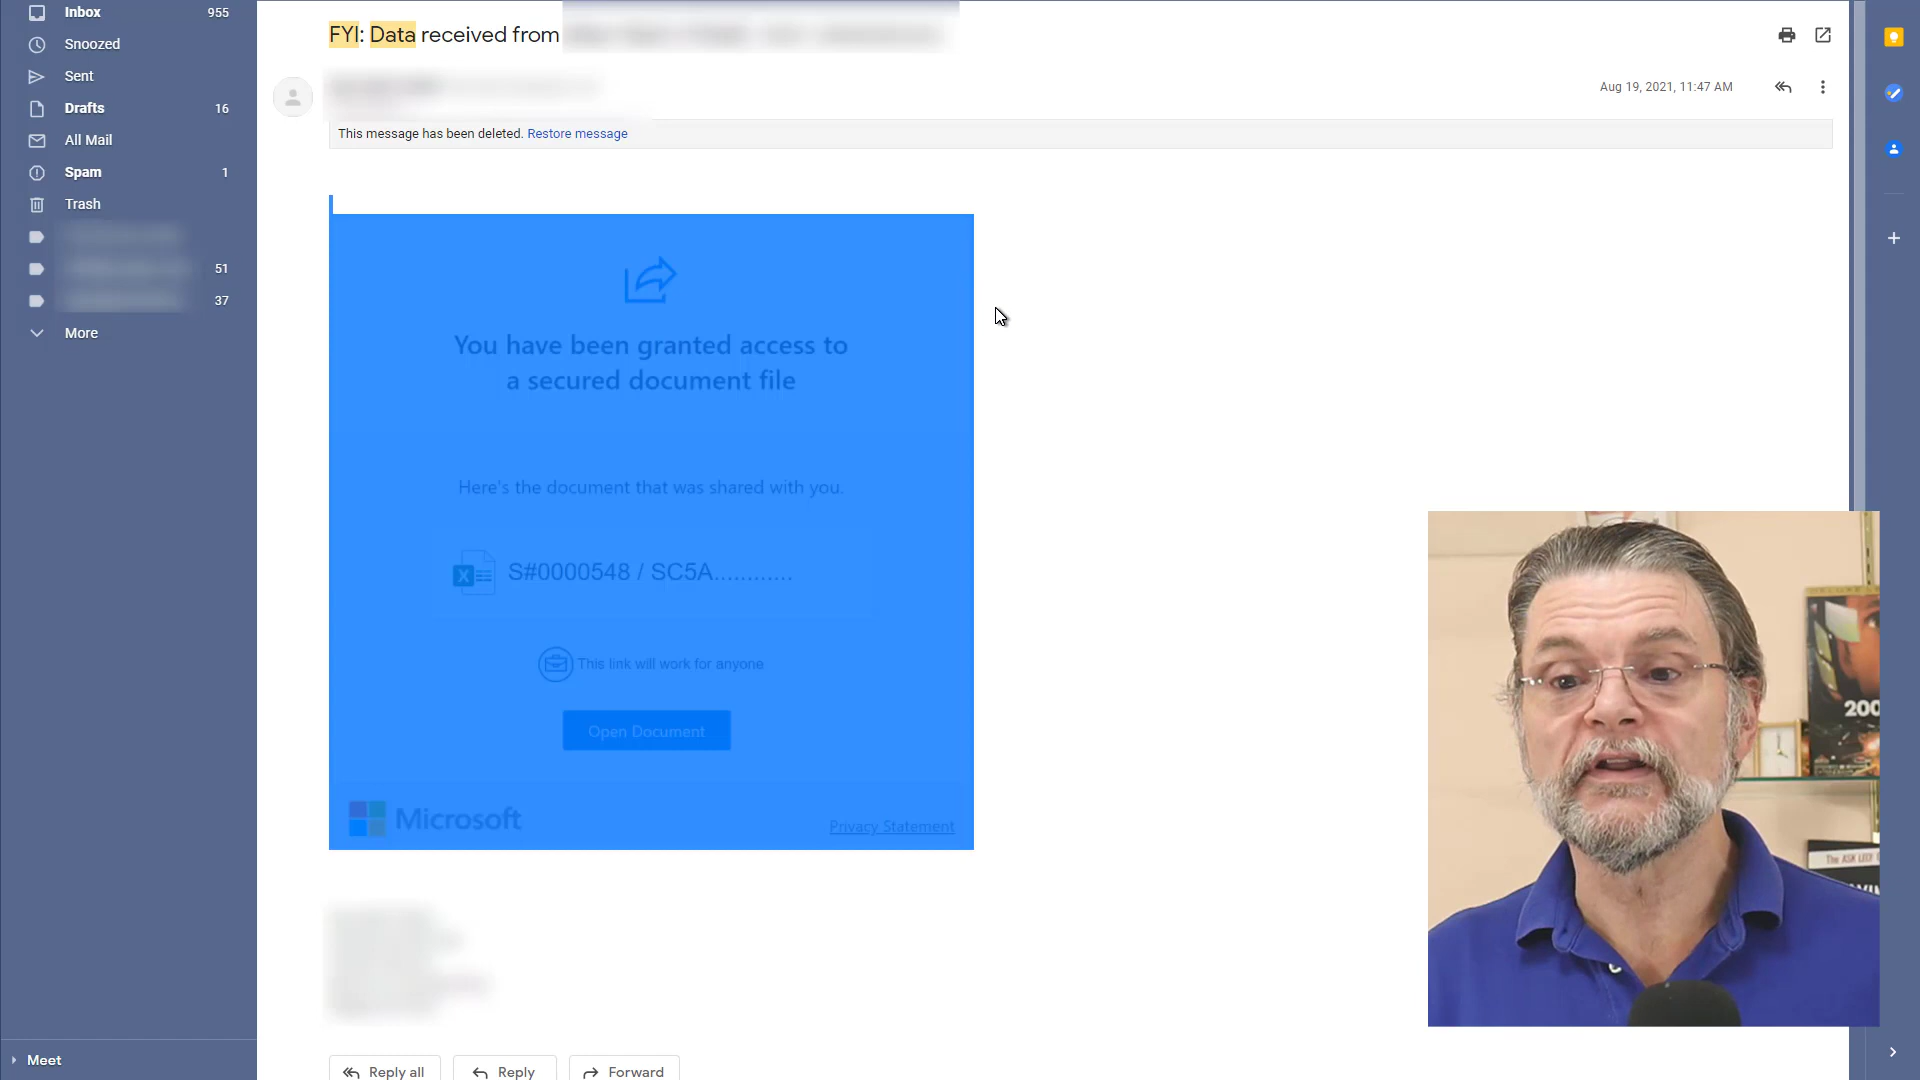 Inbox 955
Snoozed
Sent
Drafts 16
All Mail
Spam 1
Trash
51
37
More
Meet
FYI: Data received from
Aug 19, 2021, 11:47 AM
This message has been deleted. Restore message
You have been granted access to
a secured document file
Here's the document that was shared with you.
X
S#0000548 / SC5A............
This link will work for anyone
Open Document
Microsoft
Privacy Statement
Reply all
Reply
Forward
200
The ASK LEO!